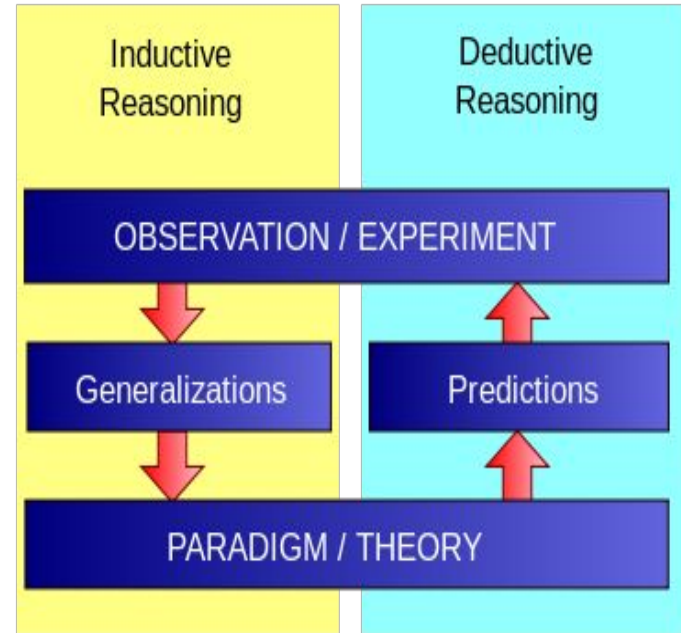 Inductive
Reasoning
Deductive
Reasoning
OBSERVATION / EXPERIMENT
Generalizations
Predictions
PARADIGM / THEORY